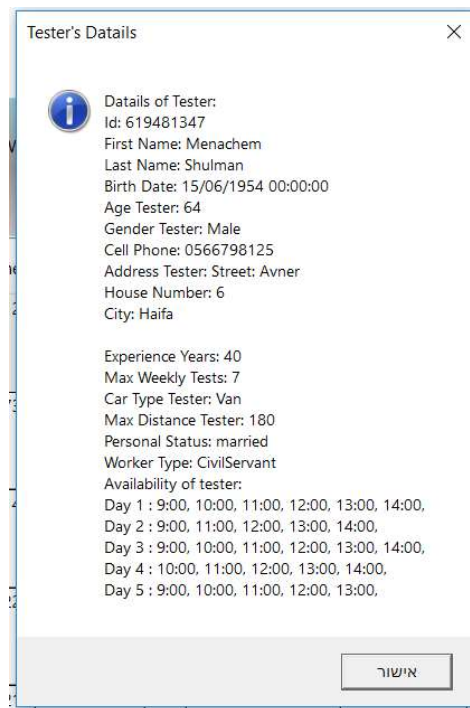 Tester's Datails
Datails of Tester:
Id: 619481347
First Name: Menachem
Last Name: Shulman
Birth Date: 15/06/1954 00:00:00
Age Tester: 64
Gender Tester: Male
Cell Phone: 0566798125
Address Tester: Street: Avner
House Number: 6
City: Haifa
Experience Years: 40
Max Weekly Tests: 7
Car Type Tester: Van
Max Distance Tester: 180
Personal Status: married
Worker Type: CivilServant
Availability of tester:
Day 1 : 9:00, 10:00, 11:00, 12:00, 13:00, 14:00,
Day 2 : 9:00, 11:00, 12:00, 13:00, 14:00,
Day 3 : 9:00, 10:00, 11:00, 12:00, 13:00, 14:00,
Day 4 : 10:00, 11:00, 12:00, 13:00, 14:00,
Day 5 : 9:00, 10:00, 11:00, 12:00, 13:00,
אישור